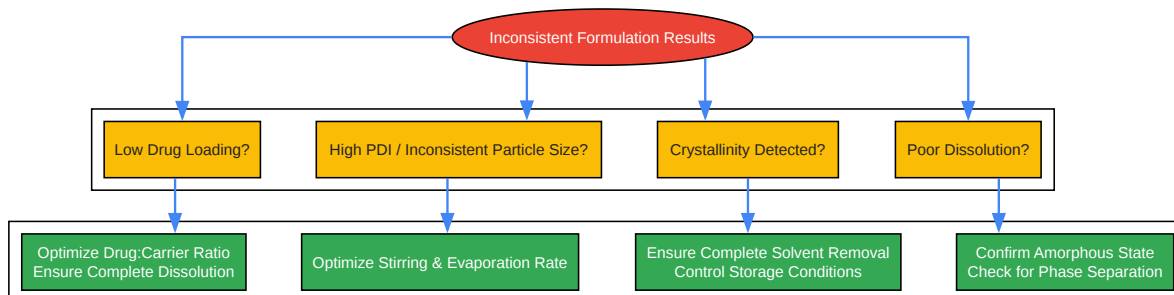 Inconsistent Formulation Results
Low Drug Loading?
High PDI / Inconsistent Particle Size?
Crystallinity Detected?
Poor Dissolution?
Optimize Drug:Carrier Ratio
Ensure Complete Dissolution
Optimize Stirring & Evaporation Rate
Ensure Complete Solvent Removal
Control Storage Conditions
Confirm Amorphous State
Check for Phase Separation